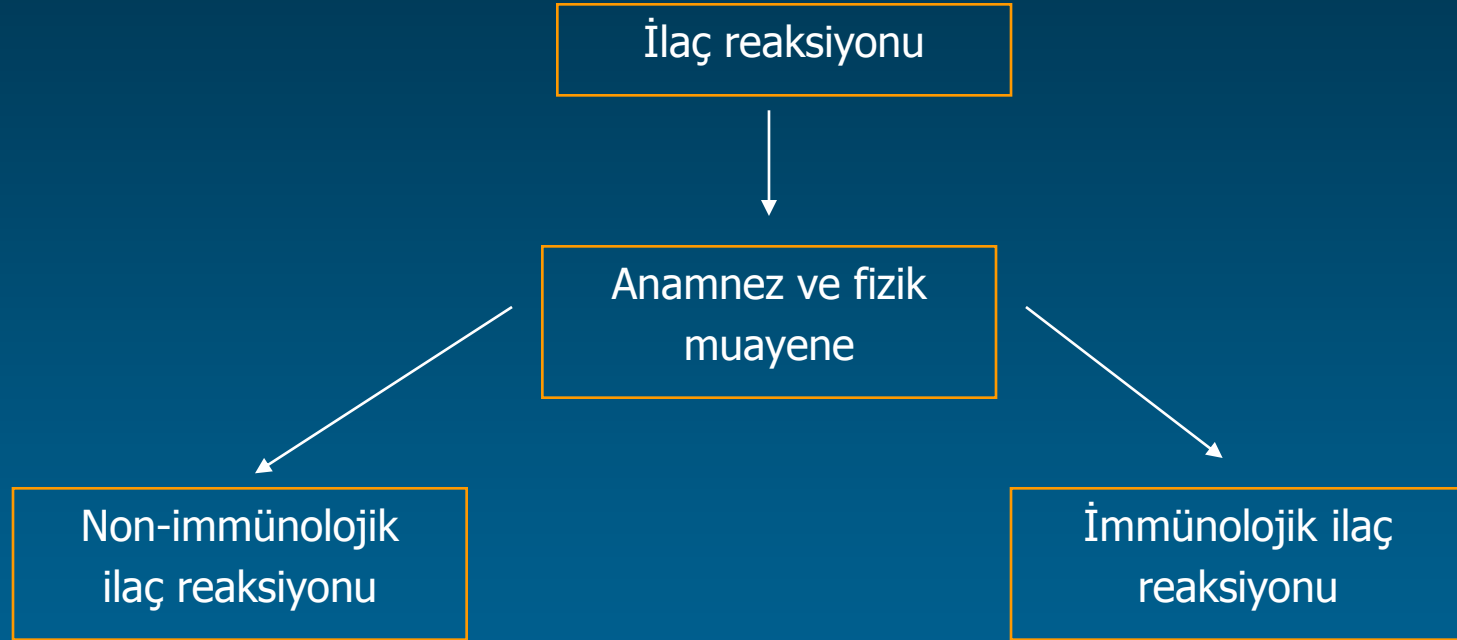 İlaç reaksiyonu
Anamnez ve fizik
muayene
Non-immünolojik
ilaç reaksiyonu
İmmünolojik ilaç
reaksiyonu